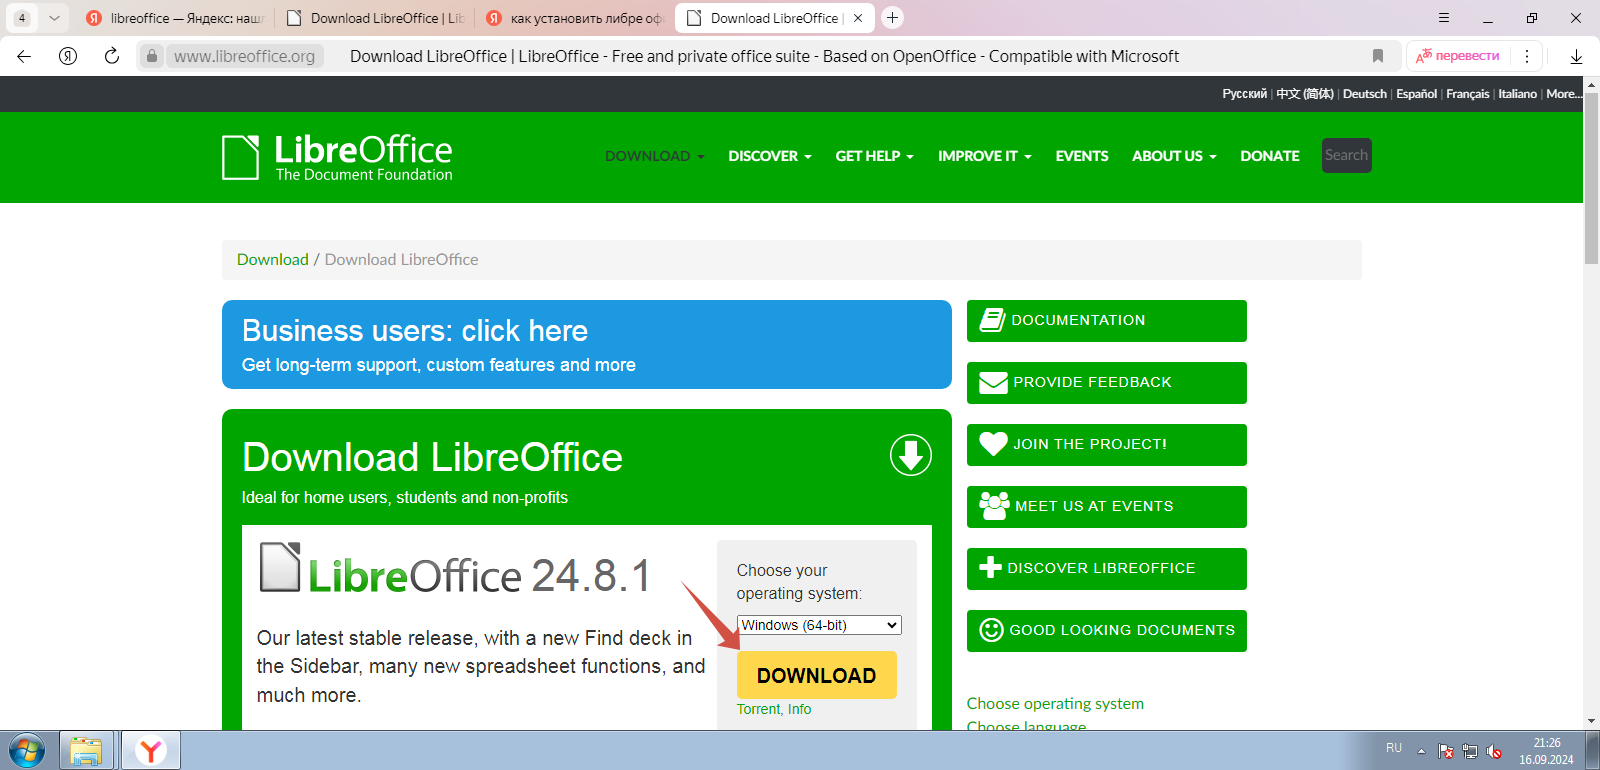 4
libreoffice — Яндекс: наш
Download LibreOffice | Lib
как установить либре оф
Download LibreOffice |
www.libreoffice.org
Download LibreOffice | LibreOffice - Free and private office suite - Based on OpenOffice - Compatible with Microsoft
перевести
Русский | 中文 (简体) | Deutsch | Español | Français | Italiano | More...
LibreOffice
The Document Foundation
DOWNLOAD
DISCOVER
GET HELP
IMPROVE IT
EVENTS
ABOUT US
DONATE
Search
Download / Download LibreOffice
Business users: click here
Get long-term support, custom features and more
Download LibreOffice
Ideal for home users, students and non-profits
LibreOffice 24.8.1
Our latest stable release, with a new Find deck in
the Sidebar, many new spreadsheet functions, and
much more.
Choose your
operating system:
Windows (64-bit)
DOWNLOAD
Torrent, Info
DOCUMENTATION
PROVIDE FEEDBACK
JOIN THE PROJECT!
MEET US AT EVENTS
DISCOVER LIBREOFFICE
GOOD LOOKING DOCUMENTS
Choose operating system
Choose language
RU
21:26
16.09.2024